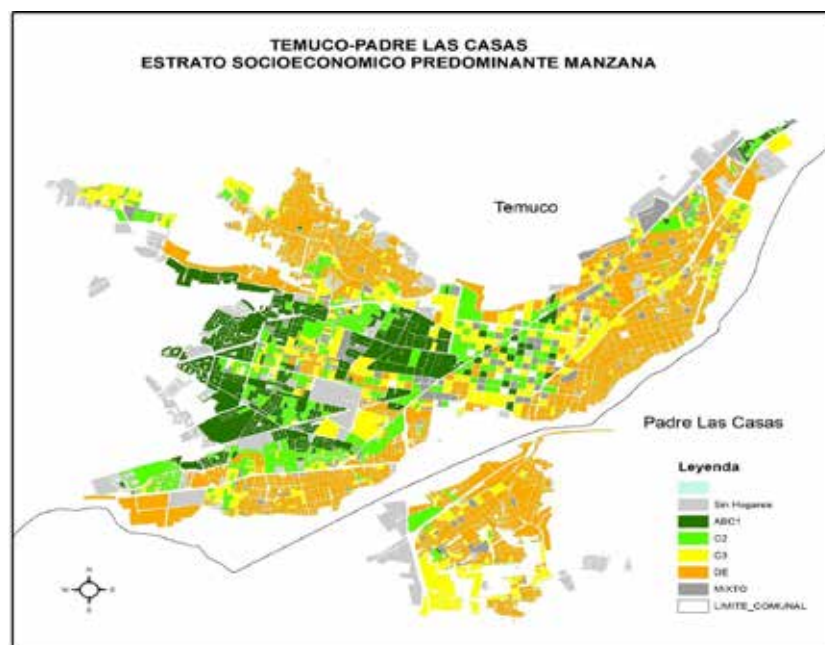 TEMUCO-PADRE LAS CASAS
ESTRATO SOCIOECONOMICO PREDOMINANTE MANZANA
Temuco
Padre Las Casas
Leyenda
Sin Hogares
ABC1
C2
C3
DE
MIXTO
LIMITE_COMUNAL
N
W
E
S